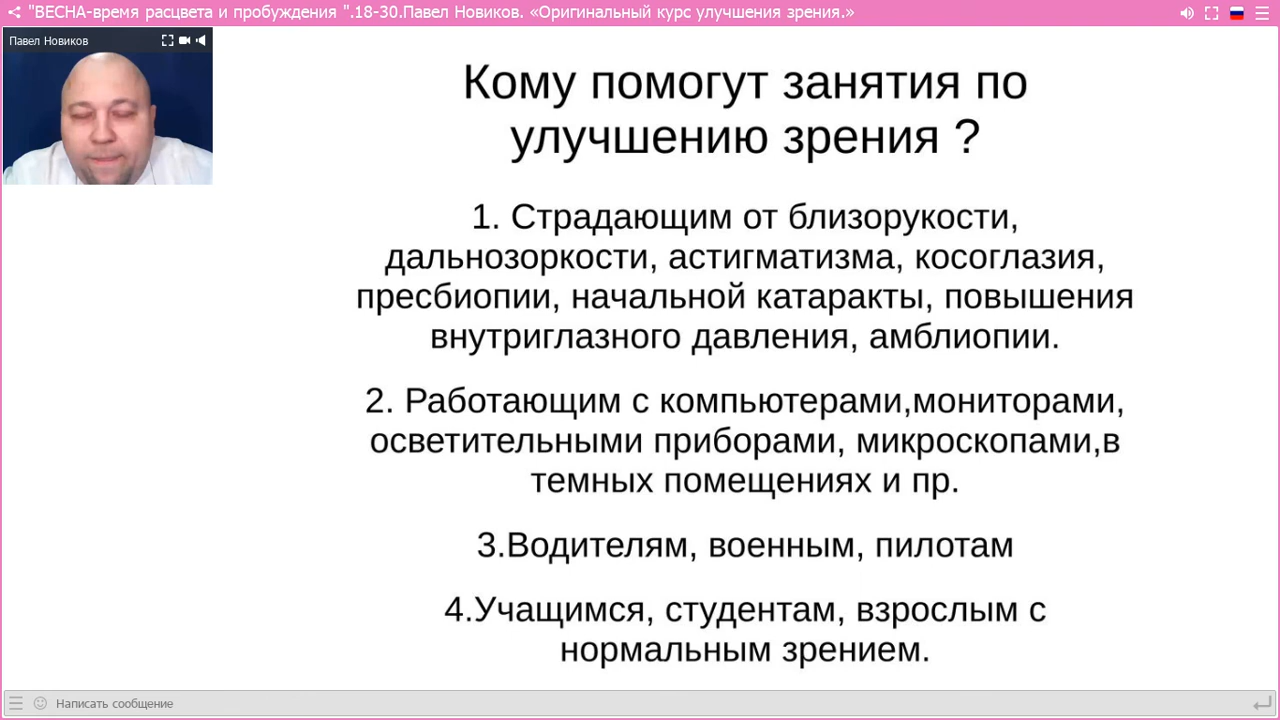 "ВЕСНА-время расцвета и пробуждения ".18-30.Павел Новиков. «Оригинальный курс улучшения зрения.»
Павел Новиков
Кому помогут занятия по
улучшению зрения ?
1. Страдающим от близорукости,
дальнозоркости, астигматизма, косоглазия,
пресбиопии, начальной катаракты, повышения
внутриглазного давления, амблиопии.
2. Работающим с компьютерами,мониторами,
осветительными приборами, микроскопами,в
темных помещениях и пр.
3.Водителям, военным, пилотам
4.Учащимся, студентам, взрослым с
нормальным зрением.
Написать сообщение